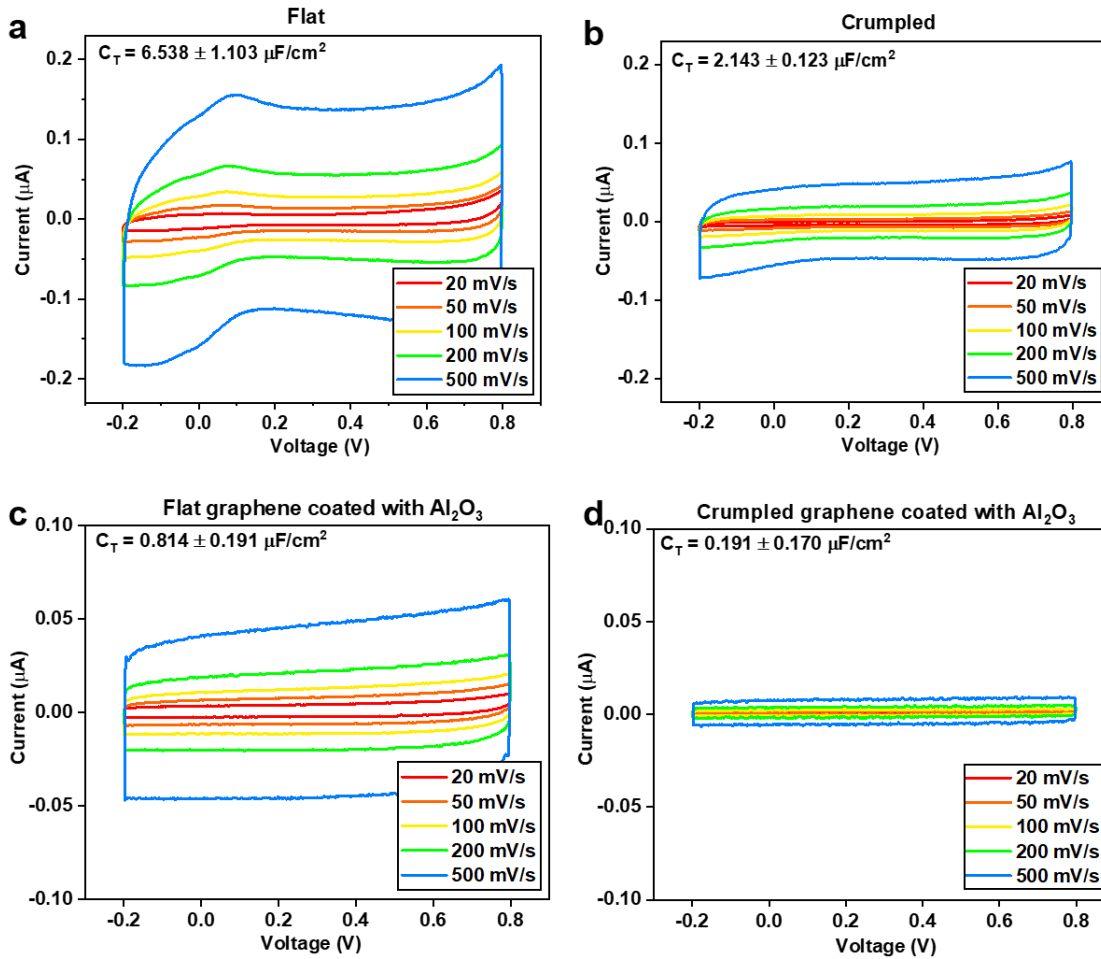 a
Flat
C_T = 6.538 ± 1.103 μF/cm²
0.2
0.1
0.0
-0.1
-0.2
Current (μA)
-0.2 0.0 0.2 0.4 0.6 0.8
Voltage (V)
20 mV/s
50 mV/s
100 mV/s
200 mV/s
500 mV/s
b
Crumpled
C_T = 2.143 ± 0.123 μF/cm²
0.2
0.1
0.0
-0.1
-0.2
Current (μA)
-0.2 0.0 0.2 0.4 0.6 0.8
Voltage (V)
20 mV/s
50 mV/s
100 mV/s
200 mV/s
500 mV/s
c
Flat graphene coated with Al₂O₃
C_T = 0.814 ± 0.191 μF/cm²
0.10
0.05
0.00
-0.05
-0.10
Current (μA)
-0.2 0.0 0.2 0.4 0.6 0.8
Voltage (V)
20 mV/s
50 mV/s
100 mV/s
200 mV/s
500 mV/s
d
Crumpled graphene coated with Al₂O₃
C_T = 0.191 ± 0.170 μF/cm²
0.10
0.05
0.00
-0.05
-0.10
Current (μA)
-0.2 0.0 0.2 0.4 0.6 0.8
Voltage (V)
20 mV/s
50 mV/s
100 mV/s
200 mV/s
500 mV/s